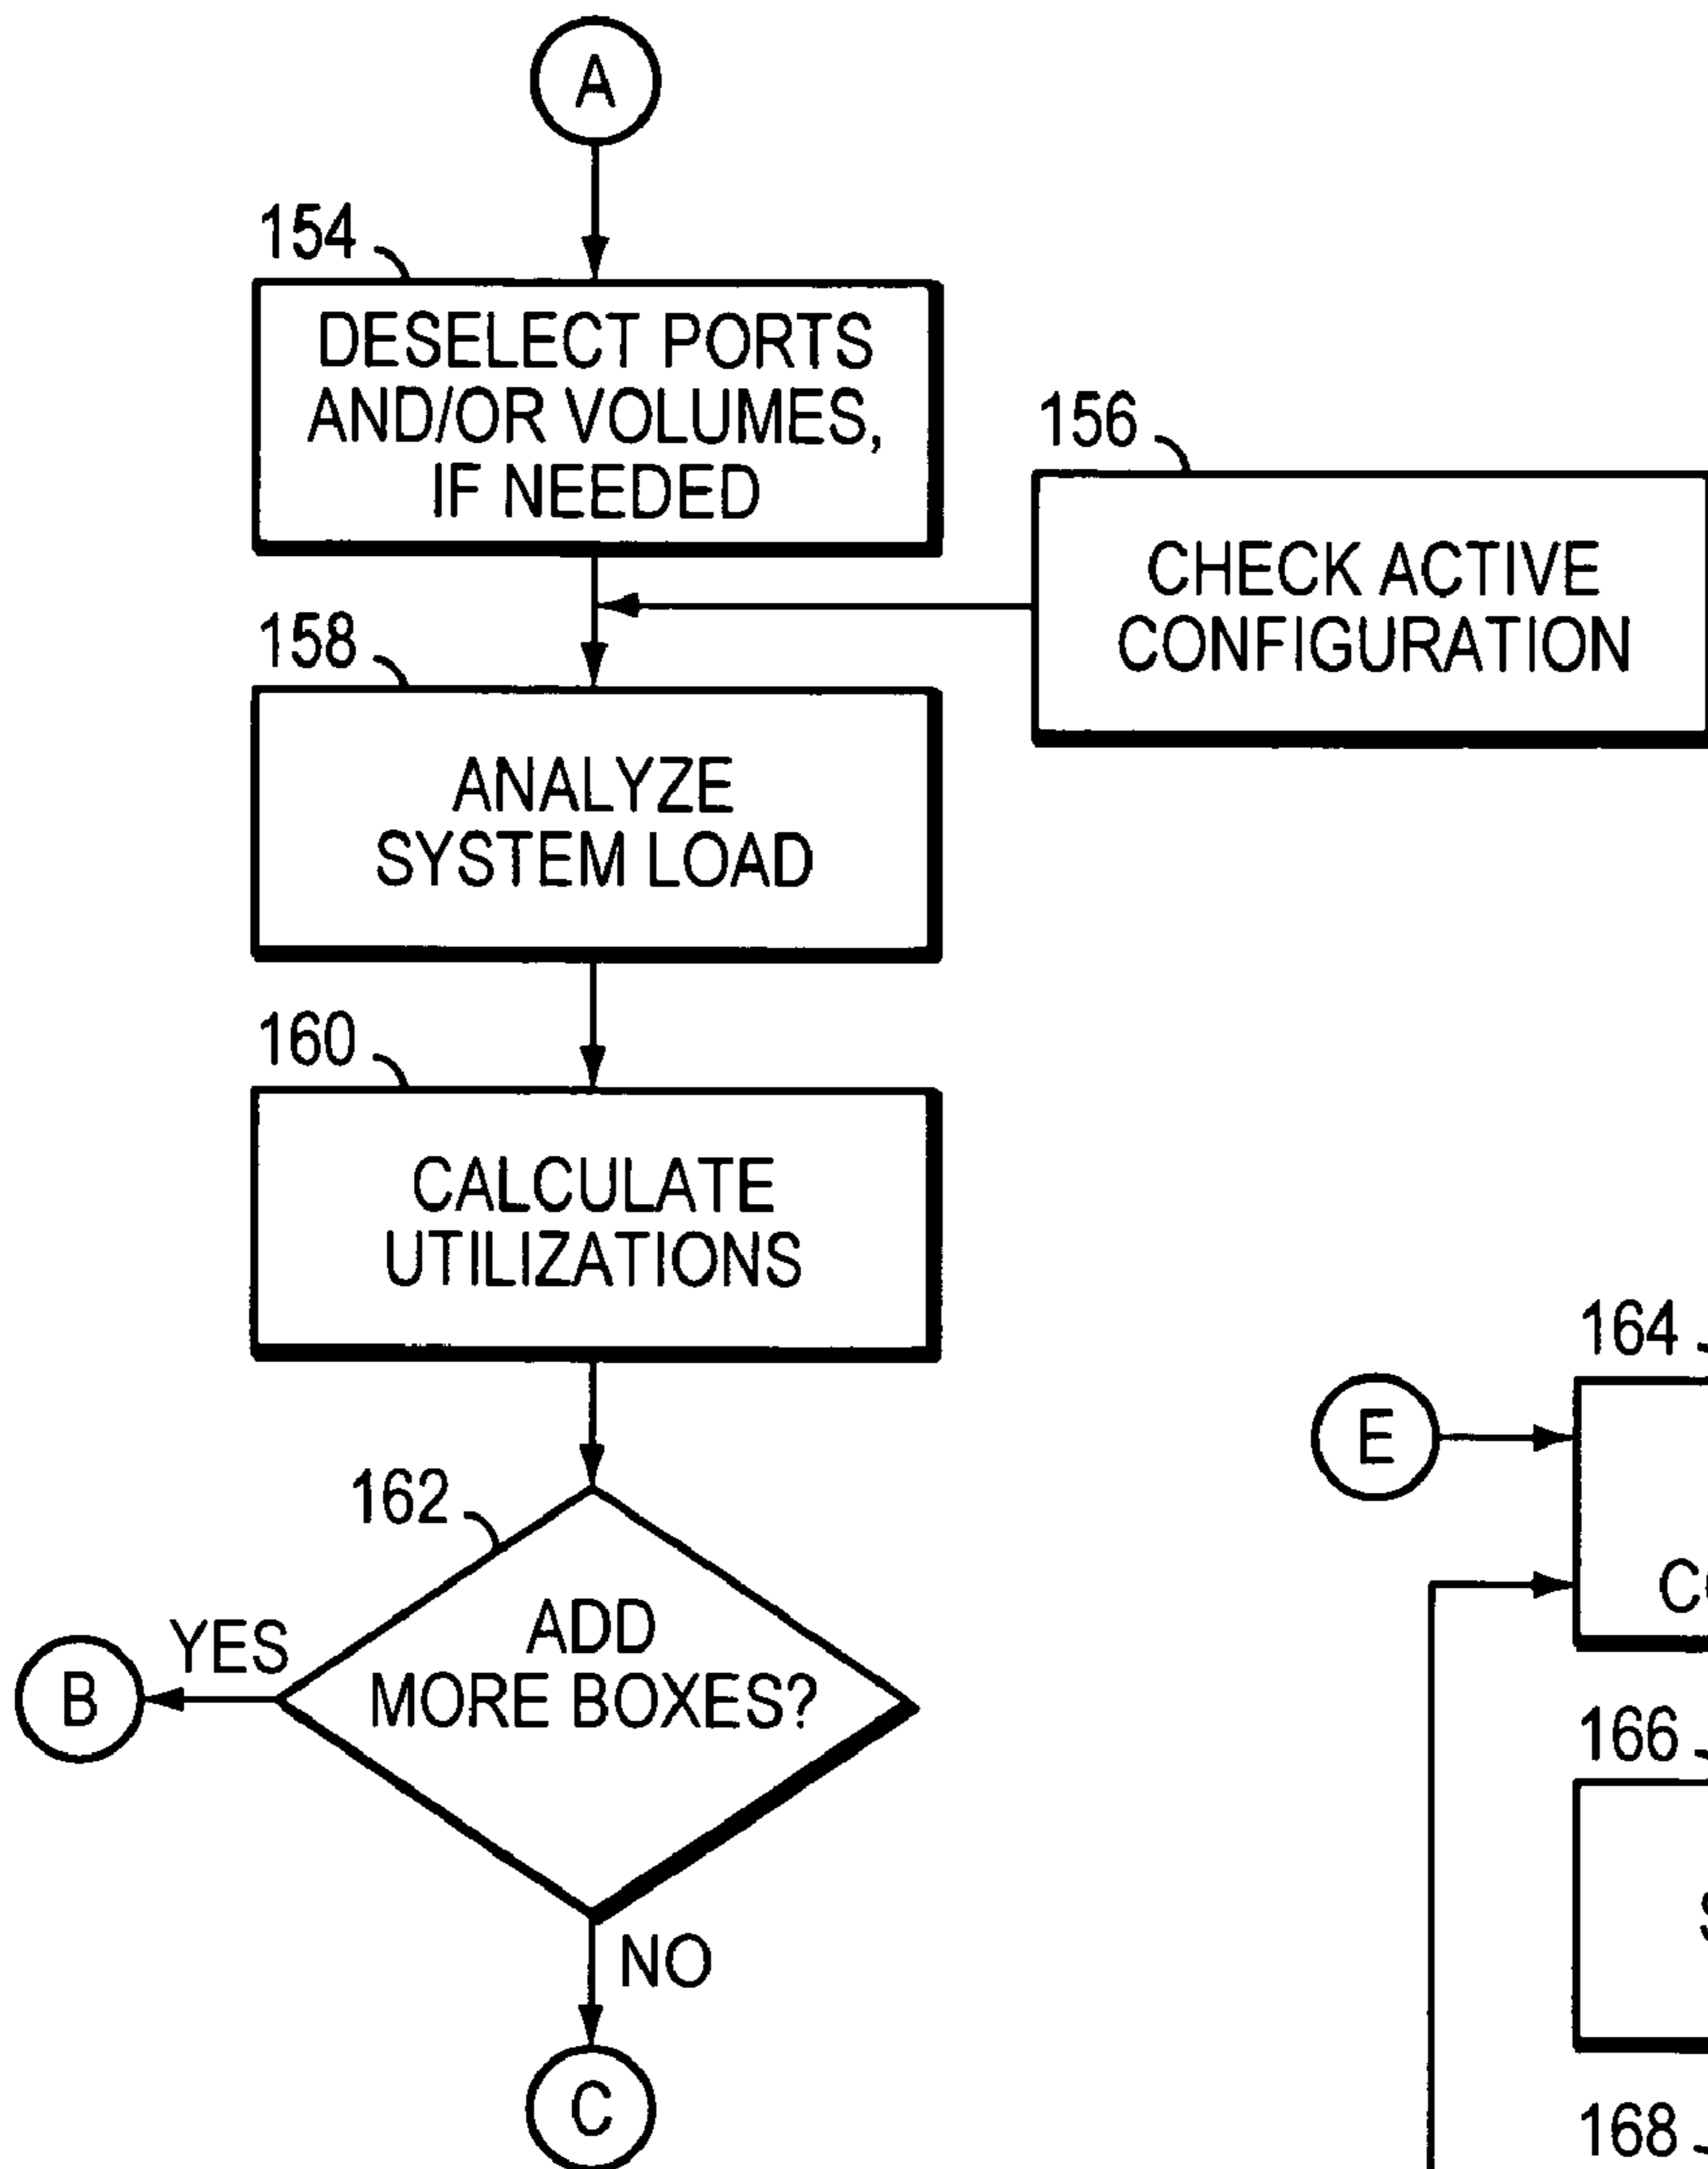 A
154
DESELECT PORTS
AND/OR VOLUMES,
IF NEEDED
156
CHECK ACTIVE
CONFIGURATION
158
ANALYZE
SYSTEM LOAD
160
CALCULATE
UTILIZATIONS
162
ADD
MORE BOXES?
YES
B
NO
C
164
E
166
168